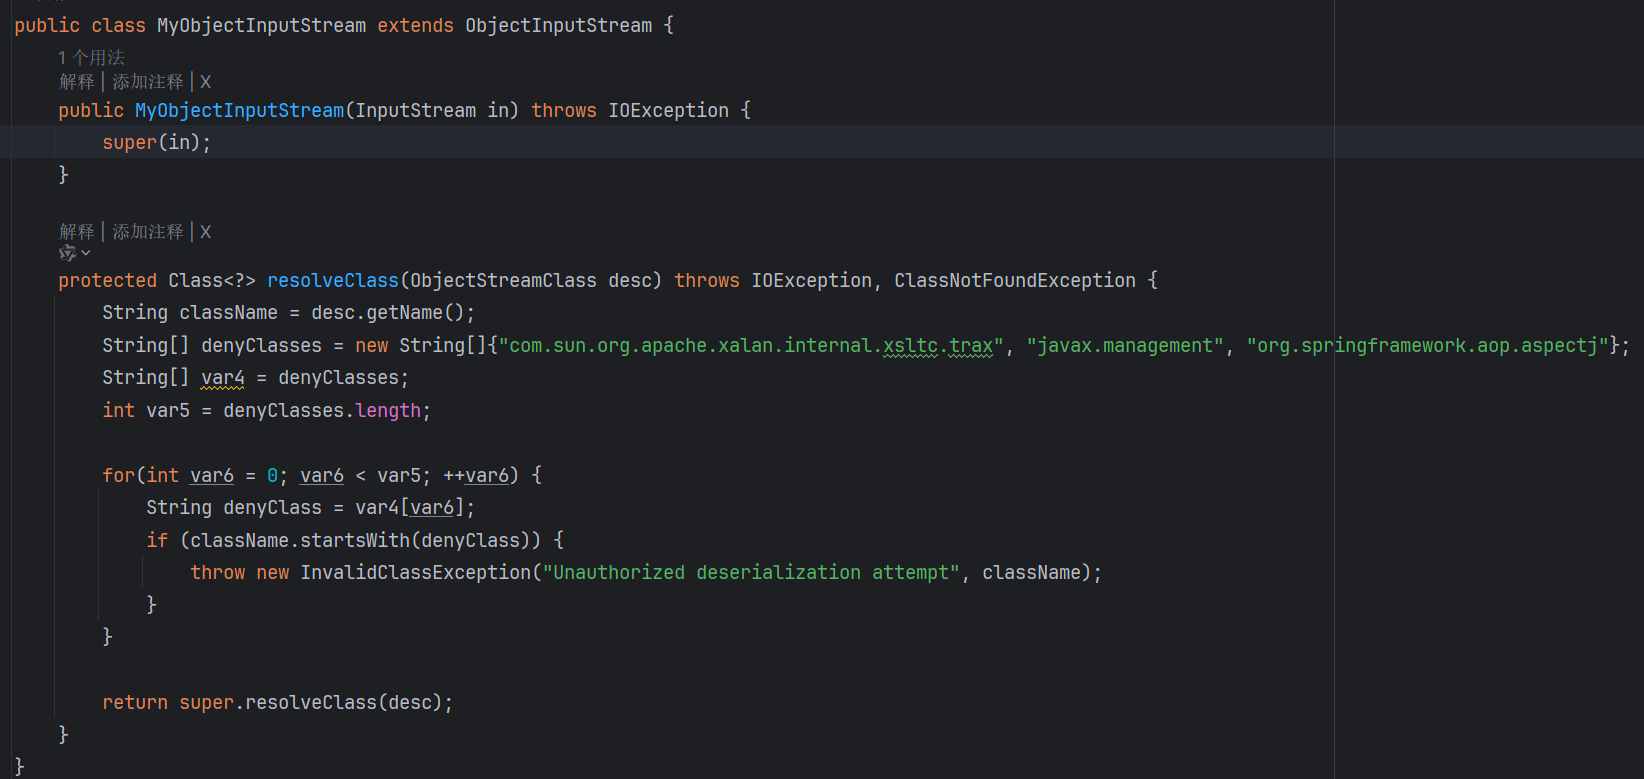 public class MyObjectInputStream extends ObjectInputStream {
1 个用法
解释 | 添加注释 | X
public MyObjectInputStream(InputStream in) throws IOException {
super(in);
}
解释 | 添加注释 | X
protected Class<?> resolveClass(ObjectStreamClass desc) throws IOException, ClassNotFoundException {
String className = desc.getName();
String[] denyClasses = new String[]{"com.sun.org.apache.xalan.internal.xsltc.trax", "javax.management", "org.springframework.aop.aspectj"};
String[] var4 = denyClasses;
int var5 = denyClasses.length;
for(int var6 = 0; var6 < var5; ++var6) {
String denyClass = var4[var6];
if (className.startsWith(denyClass)) {
throw new InvalidClassException("Unauthorized deserialization attempt", className);
}
}
return super.resolveClass(desc);
}
}